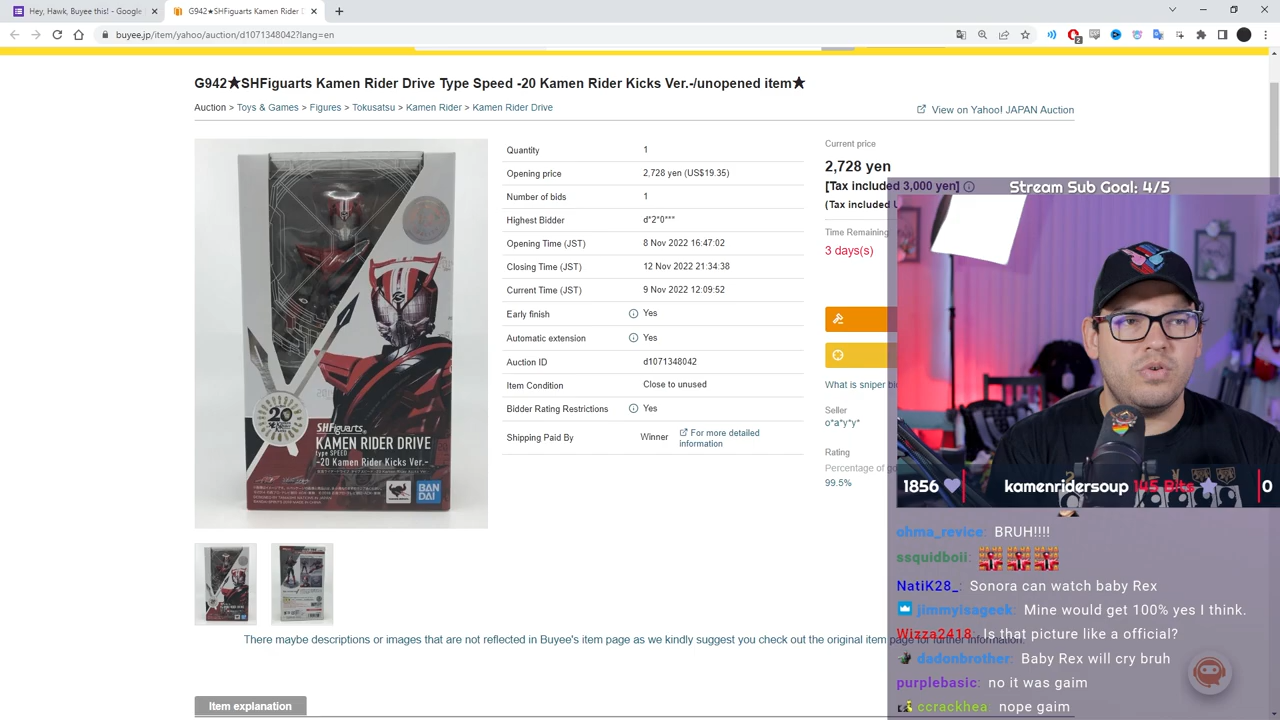 Hey, Hawk, Buyee this! - Google
G942★SHFiguarts Kamen Rider D
buyee.jp/item/yahoo/auction/d1071348042?lang=en
G942★SHFiguarts Kamen Rider Drive Type Speed -20 Kamen Rider Kicks Ver.-/unopened item★
Auction > Toys & Games > Figures > Tokusatsu > Kamen Rider > Kamen Rider Drive
View on Yahoo! JAPAN Auction
20
S.H.Figuarts
KAMEN RIDER DRIVE
type SPEED
-20 Kamen Rider Kicks Ver.-
BAN
DAI
Quantity 1
Opening price 2,728 yen (US$19.35)
Number of bids 1
Highest Bidder d*2*0***
Opening Time (JST) 8 Nov 2022 16:47:02
Closing Time (JST) 12 Nov 2022 21:34:38
Current Time (JST) 9 Nov 2022 12:09:52
Early finish Yes
Automatic extension Yes
Auction ID d1071348042
Item Condition Close to unused
Bidder Rating Restrictions Yes
Shipping Paid By Winner For more detailed
information
Current price
2,728 yen
[Tax included 3,000 yen]
(Tax included U
Time Remaining
3 days(s)
What is sniper bi
Seller
o*a*y*y*
Rating
Percentage of go
99.5%
There maybe descriptions or images that are not reflected in Buyee's item page as we kindly suggest you check out the original item page for further information.
Item explanation
Stream Sub Goal: 4/5
1856 kamenridersoup 145 Bits 0
ohma_revice: BRUH!!!!
ssquidboii:
NatiK28_: Sonora can watch baby Rex
jimmyisageek: Mine would get 100% yes I think.
Wizza2418: Is that picture like a official?
dadonbrother: Baby Rex will cry bruh
purplebasic: no it was gaim
ccrackhea: nope gaim